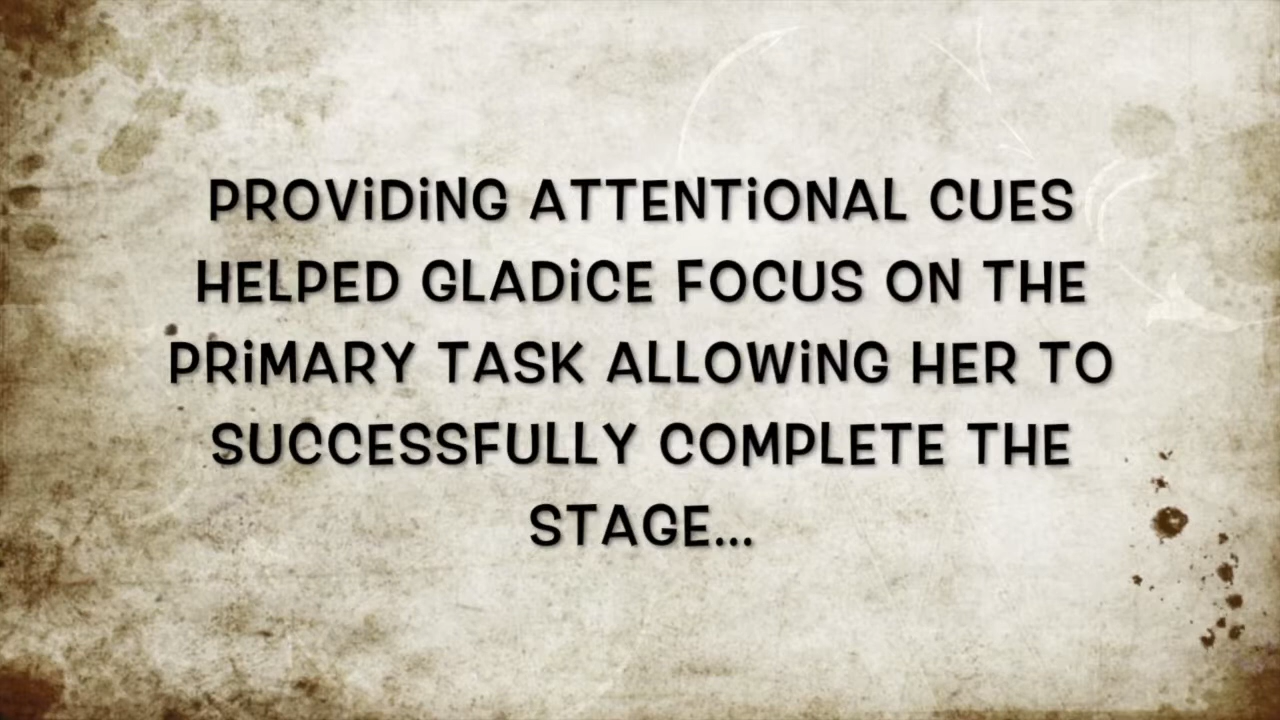 PROViDiNG ATTENTiONAL CUES
HELPED GLADiCE FOCUS ON THE
PRiMARY TASK ALLOWiNG HER TO
SUCCESSFULLY COMPLETE THE
STAGE...